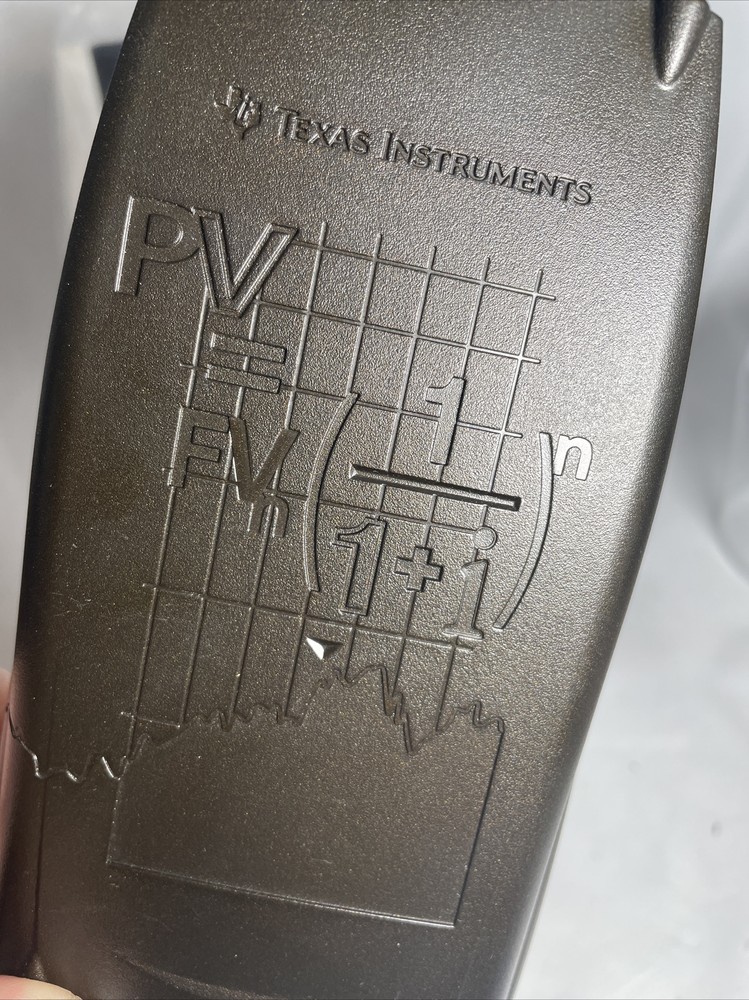 TEXAS INSTRUMENTS
PV
=
FVn(1/1+i)n